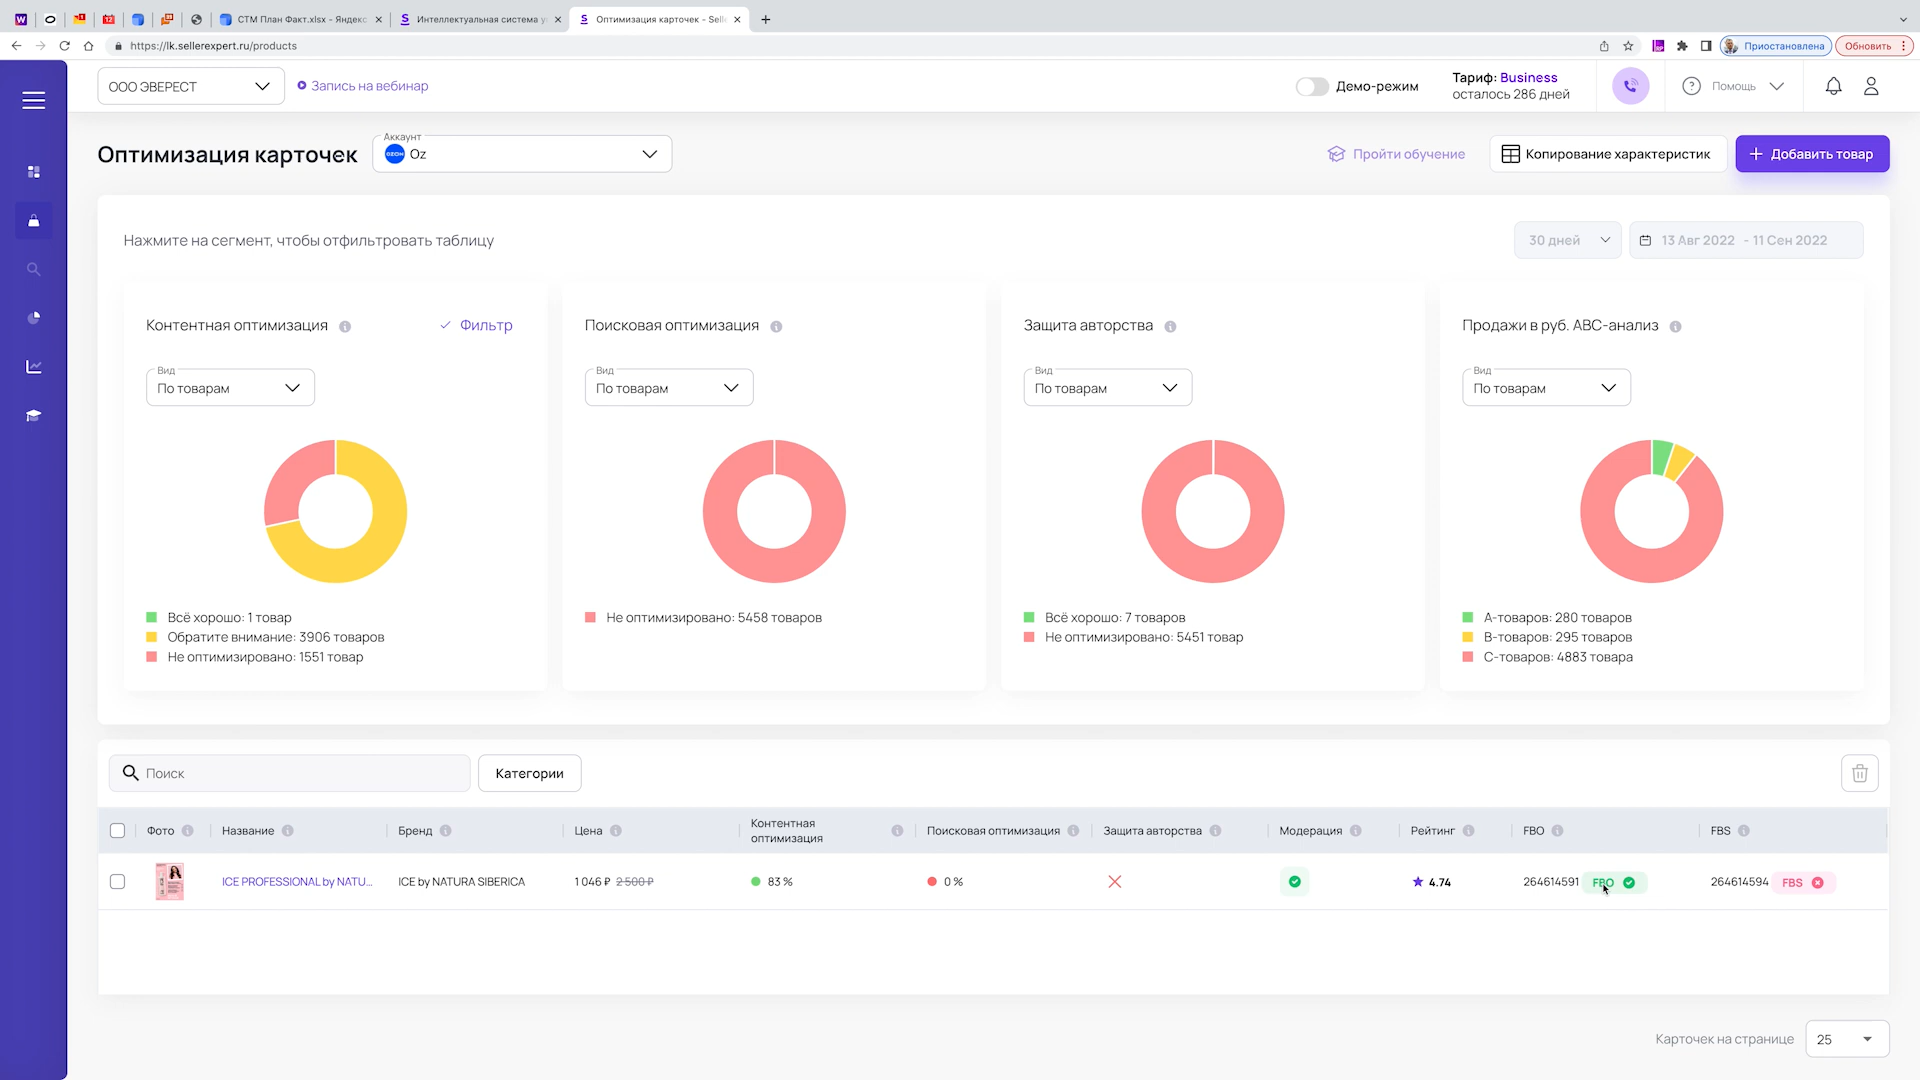 СТМ План Факт.xlsx - Яндекс
Интеллектуальная система у
Оптимизация карточек - Sell
https://lk.sellerexpert.ru/products
Приостановлена
Обновить
ООО ЭВЕРЕСТ
Запись на вебинар
Демо-режим
Тариф: Business
осталось 286 дней
Помощь
Оптимизация карточек
Аккаунт
OZON
Oz
Пройти обучение
Копирование характеристик
Добавить товар
Нажмите на сегмент, чтобы отфильтровать таблицу
30 дней
13 Авг 2022 - 11 Сен 2022
Контентная оптимизация
Фильтр
Вид
По товарам
Всё хорошо: 1 товар
Обратите внимание: 3906 товаров
Не оптимизировано: 1551 товар
Поисковая оптимизация
Вид
По товарам
Не оптимизировано: 5458 товаров
Защита авторства
Вид
По товарам
Всё хорошо: 7 товаров
Не оптимизировано: 5451 товар
Продажи в руб. ABC-анализ
Вид
По товарам
A-товаров: 280 товаров
B-товаров: 295 товаров
C-товаров: 4883 товара
Поиск
Категории
Фото Название Бренд Цена Контентная оптимизация Поисковая оптимизация Защита авторства Модерация Рейтинг FBO FBS
ICE PROFESSIONAL by NATU... ICE by NATURA SIBERICA 1 046 ₽ 2 500 ₽ 83 % 0 % 4.74 264614591 FBO 264614594 FBS
Карточек на странице 25